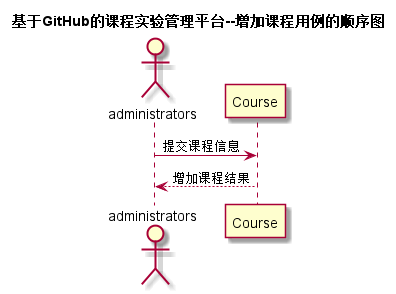 基于GitHub的课程实验管理平台--增加课程用例的顺序图
administrators
Course
提交课程信息
增加课程结果
administrators
Course